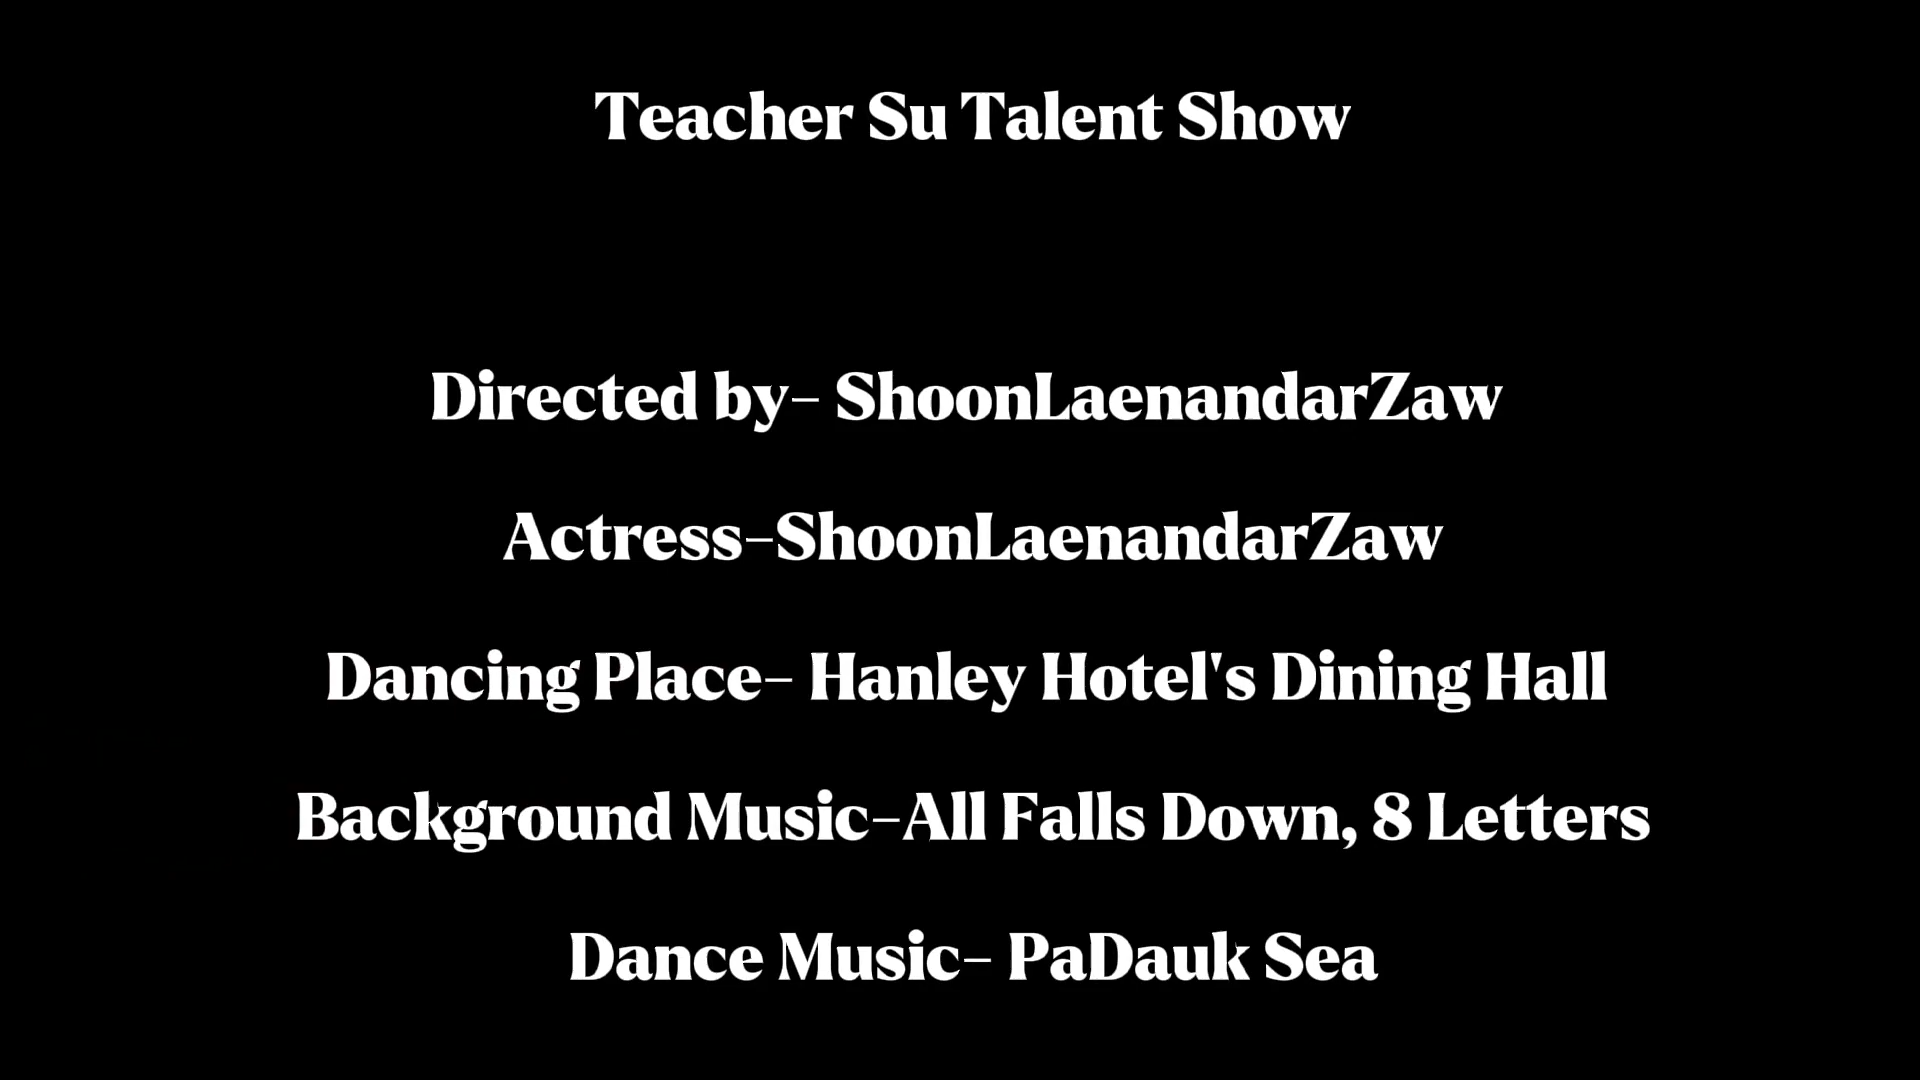 Teacher Su Talent Show
Directed by- ShoonLaenandarZaw
Actress-ShoonLaenandarZaw
Dancing Place- Hanley Hotel's Dining Hall
Background Music-All Falls Down, 8 Letters
Dance Music- PaDauk Sea